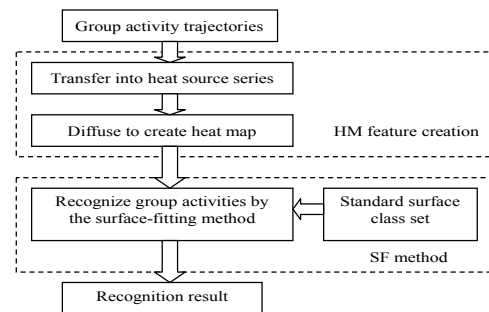 Group activity trajectories
Transfer into heat source series
Diffuse to create heat map
HM feature creation
Recognize group activities by
the surface-fitting method
Standard surface
class set
SF method
Recognition result